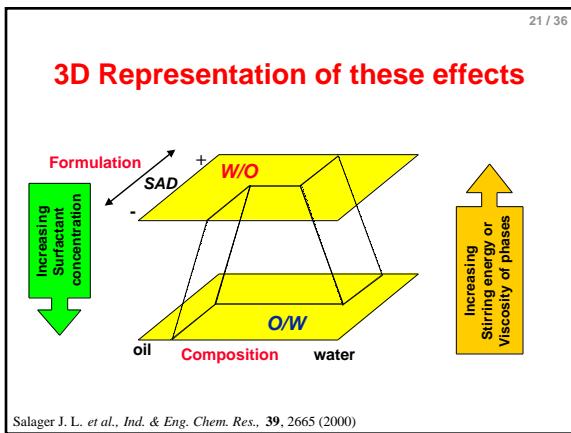 21 / 36
3D Representation of these effects
Formulation
+
SAD
-
W/O
Increasing
Surfactant
concentration
Increasing
Stirring energy or
Viscosity of phases
O/W
oil
Composition
water
Salager J. L. et al., Ind. & Eng. Chem. Res., 39, 2665 (2000)